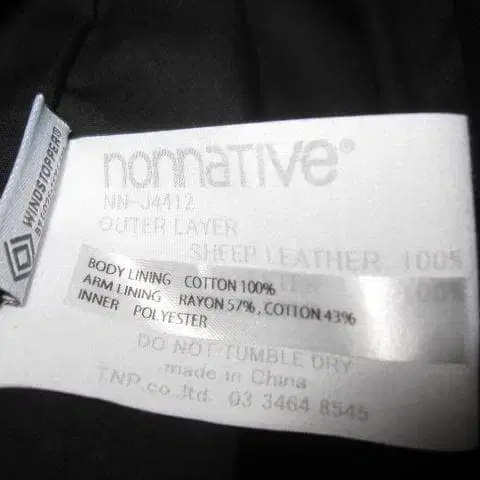 nonnative®
NN-J4412
OUTER LAYER
SHEEP LEATHER 100%
BODY LINING COTTON 100%
ARM LINING RAYON 57%, COTTON 43%
INNER POLYESTER
DO NOT TUMBLE DRY
made in China
TNP.co.ltd. 03 3464 8545
WINDSTOPPER®